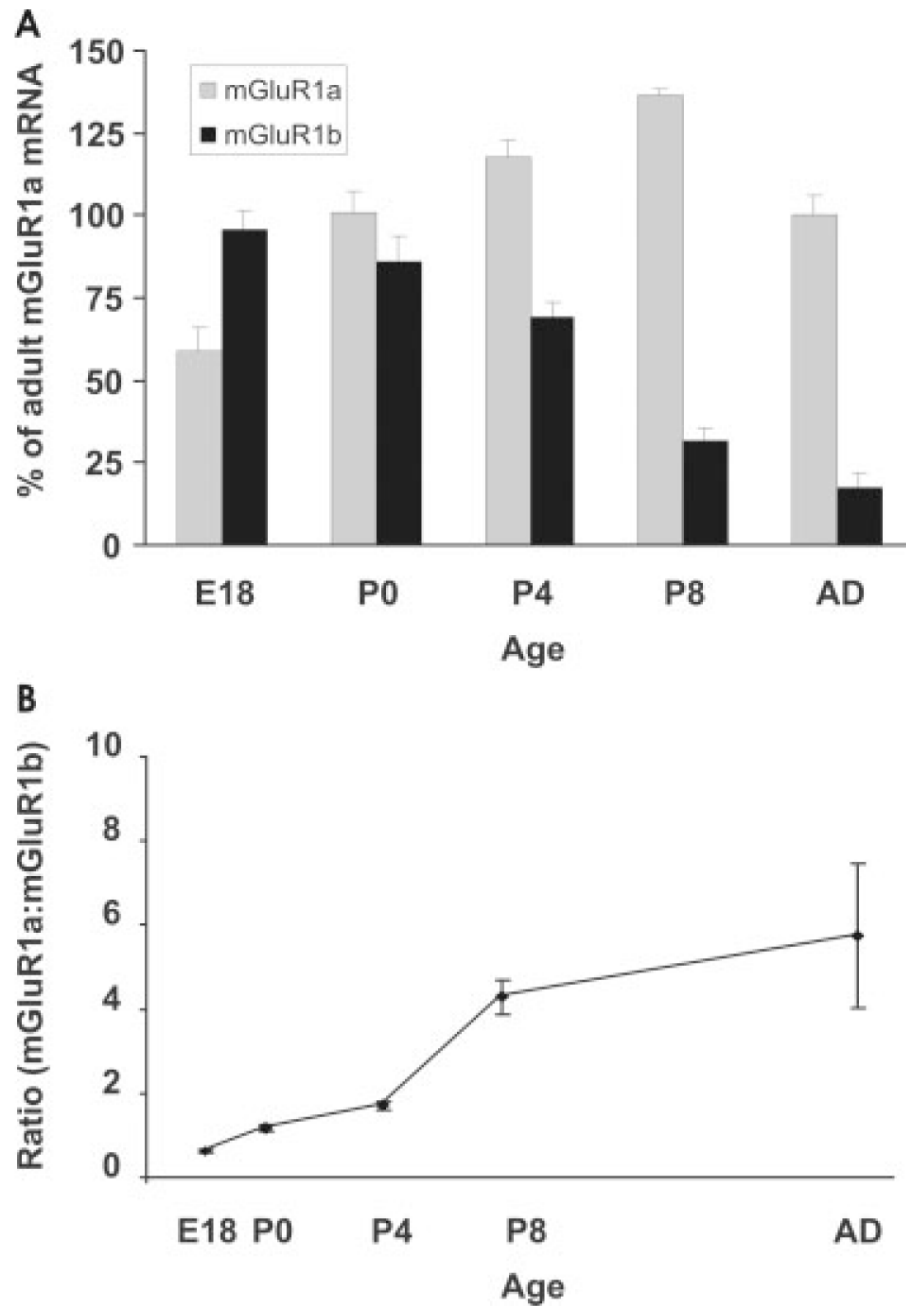 A
% of adult mGluR1a mRNA
150
125
100
75
50
25
0
mGluR1a
mGluR1b
E18 P0 P4 P8 AD
Age
B
Ratio (mGluR1a:mGluR1b)
10
8
6
4
2
0
E18 P0 P4 P8 AD
Age